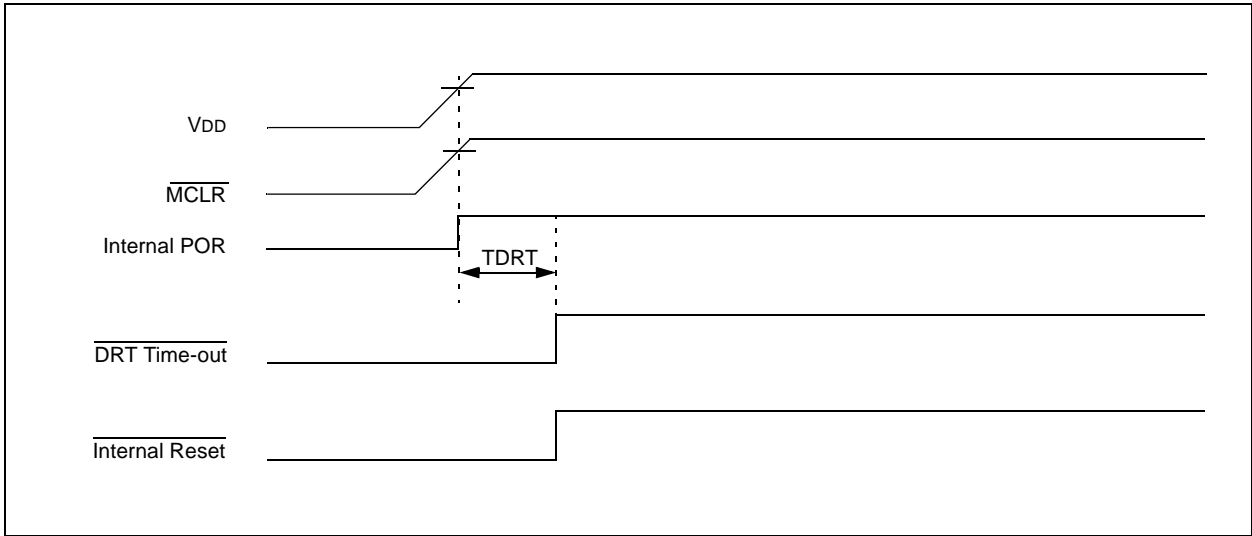 VDD
MCLR
Internal POR
TDRT
DRT Time-out
Internal Reset